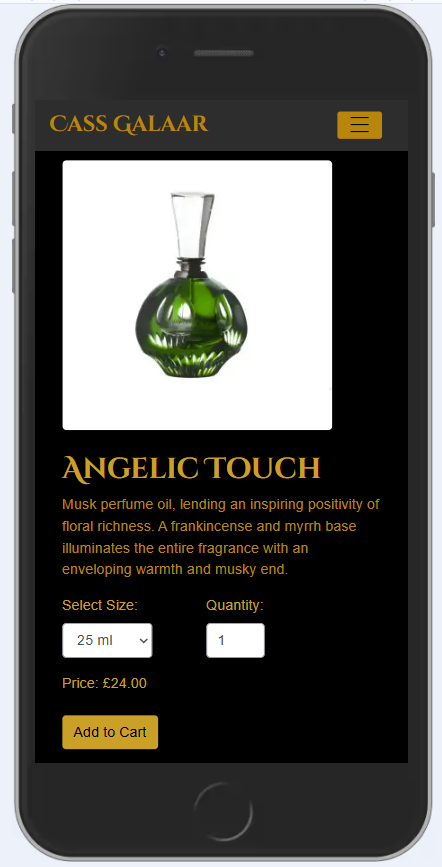 Cass Galaar
Angelic Touch
Musk perfume oil, lending an inspiring positivity of
floral richness. A frankincense and myrrh base
illuminates the entire fragrance with an
enveloping warmth and musky end.
Select Size: Quantity:
25 ml 1
Price: £24.00
Add to Cart